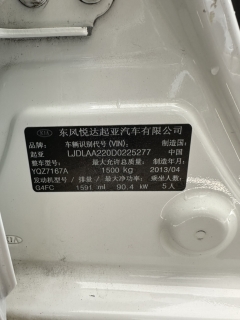 KIA 东风悦达起亚汽车有限公司
品牌: 车辆识别代号(VIN): 制造国:
起亚 LJDLAA220D0225277 中国
整车型号: 最大允许总质量: 制造年月:
YQZ7167A 1500 kg 2013/04
发动机型号: 排量: 最大净功率: 乘坐人数:
G4FC 1591 ml 90.4 kW 5人
KIA